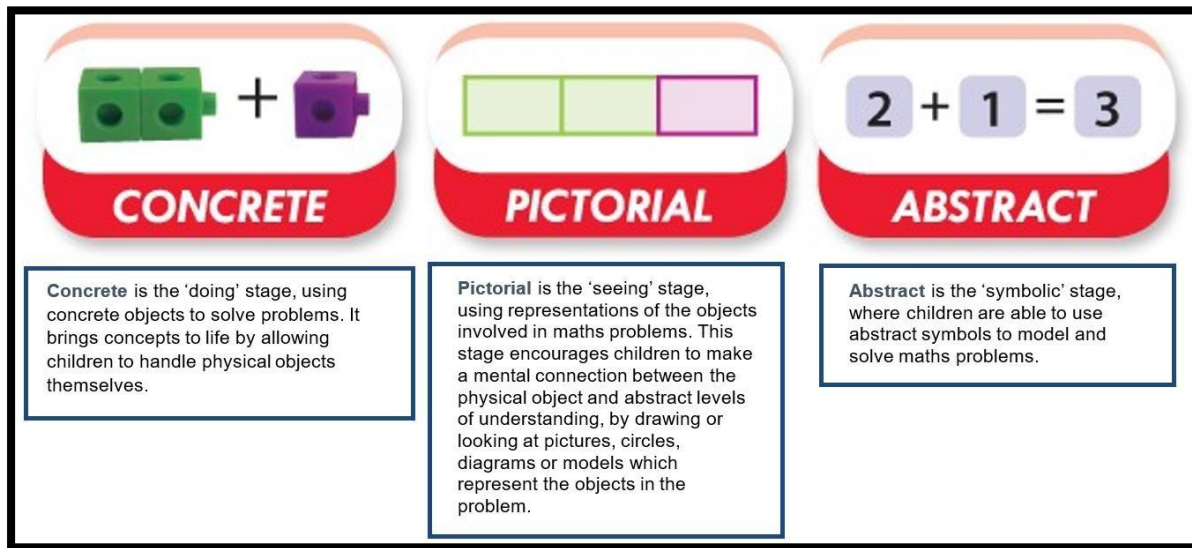 +
CONCRETE
Concrete is the ‘doing’ stage, using
concrete objects to solve problems. It
brings concepts to life by allowing
children to handle physical objects
themselves.
PICTORIAL
Pictorial is the ‘seeing’ stage,
using representations of the objects
involved in maths problems. This
stage encourages children to make
a mental connection between the
physical object and abstract levels
of understanding, by drawing or
looking at pictures, circles,
diagrams or models which
represent the objects in the
problem.
2 + 1 = 3
ABSTRACT
Abstract is the ‘symbolic’ stage,
where children are able to use
abstract symbols to model and
solve maths problems.